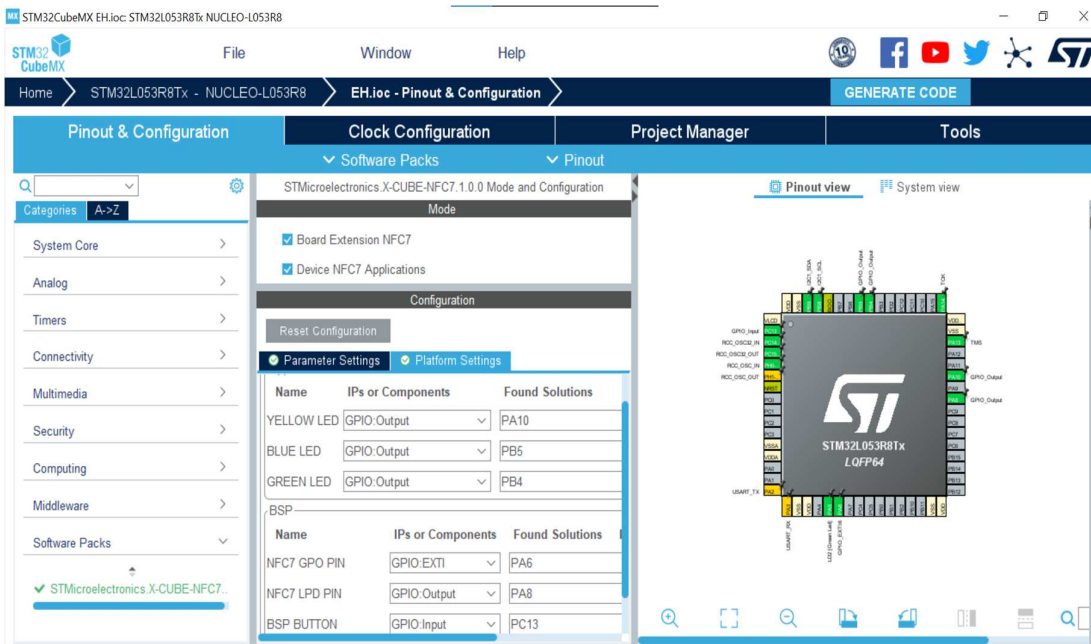 MX STM32CubeMX EH.ioc: STM32L053R8Tx NUCLEO-L053R8
STM32
CubeMX
File Window Help
10
Home STM32L053R8Tx - NUCLEO-L053R8 EH.ioc - Pinout & Configuration GENERATE CODE
Pinout & Configuration Clock Configuration Project Manager Tools
Software Packs Pinout
STMicroelectronics.X-CUBE-NFC7.1.0.0 Mode and Configuration
Pinout view System view
Categories A->Z
Mode
System Core
Board Extension NFC7
Analog
Device NFC7 Applications
Timers
Configuration
Reset Configuration
Connectivity
Parameter Settings Platform Settings
Multimedia
Name IPs or Components Found Solutions
YELLOW LED GPIO:Output PA10
Security
BLUE LED GPIO:Output PB5
Computing
GREEN LED GPIO:Output PB4
Middleware
BSP
Name IPs or Components Found Solutions
Software Packs
NFC7 GPO PIN GPIO:EXTI PA6
STMicroelectronics.X-CUBE-NFC7..
NFC7 LPD PIN GPIO:Output PA8
BSP BUTTON GPIO:Input PC13
I2C1_SDA
I2C1_SCL
GPIO_Output
GPIO_Output
TCK
GPIO_Input
RCC_OSC32_IN
RCC_OSC32_OUT
RCC_OSC_IN
RCC_OSC_OUT
TMS
GPIO_Output
GPIO_Output
STM32L053R8Tx
LQFP64
USART_TX
USART_RX
LD2 [Green Led]
GPIO_EXTI6